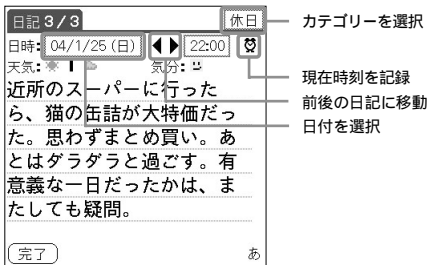 日記 3／3
休日
カテゴリーを選択
日時: 04/1/25 (日)
22:00
天気:
気分:
現在時刻を記録
前後の日記に移動
日付を選択
近所のスーパーに行った
ら、猫の缶詰が大特価だっ
た。思わずまとめ買い。あ
とはダラダラと過ごす。有
意義な一日だったかは、ま
たしても疑問。
完了
あ